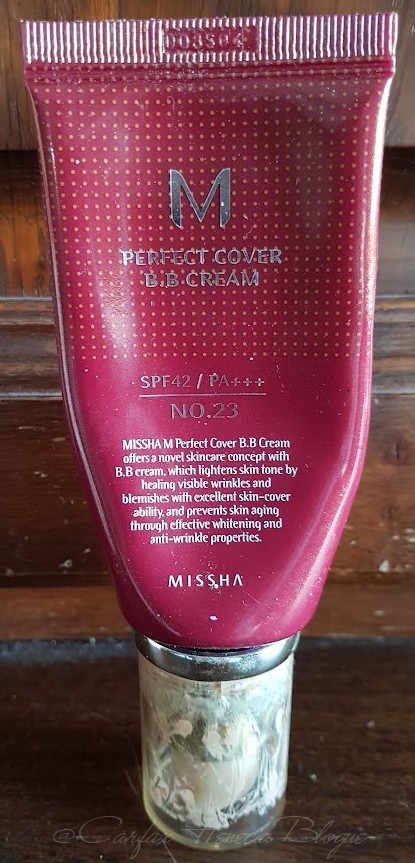 M
PERFECT COVER
B.B CREAM
SPF42 / PA+++
NO.23
MISSHA M Perfect Cover B.B Cream
offers a novel skincare concept with
B.B cream, which lightens skin tone by
healing visible wrinkles and
blemishes with excellent skin-cover
ability, and prevents skin aging
through effective whitening and
anti-wrinkle properties.
MISSHA